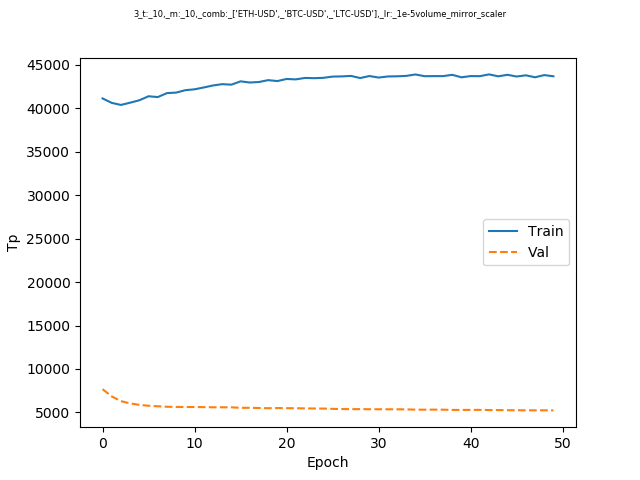 3_t:_10,_m:_10,_comb:_['ETH-USD',_'BTC-USD',_'LTC-USD'],_lr:_1e-5volume_mirror_scaler
45000
40000
35000
30000
25000
20000
15000
10000
5000
Tp
Train
Val
0 10 20 30 40 50
Epoch